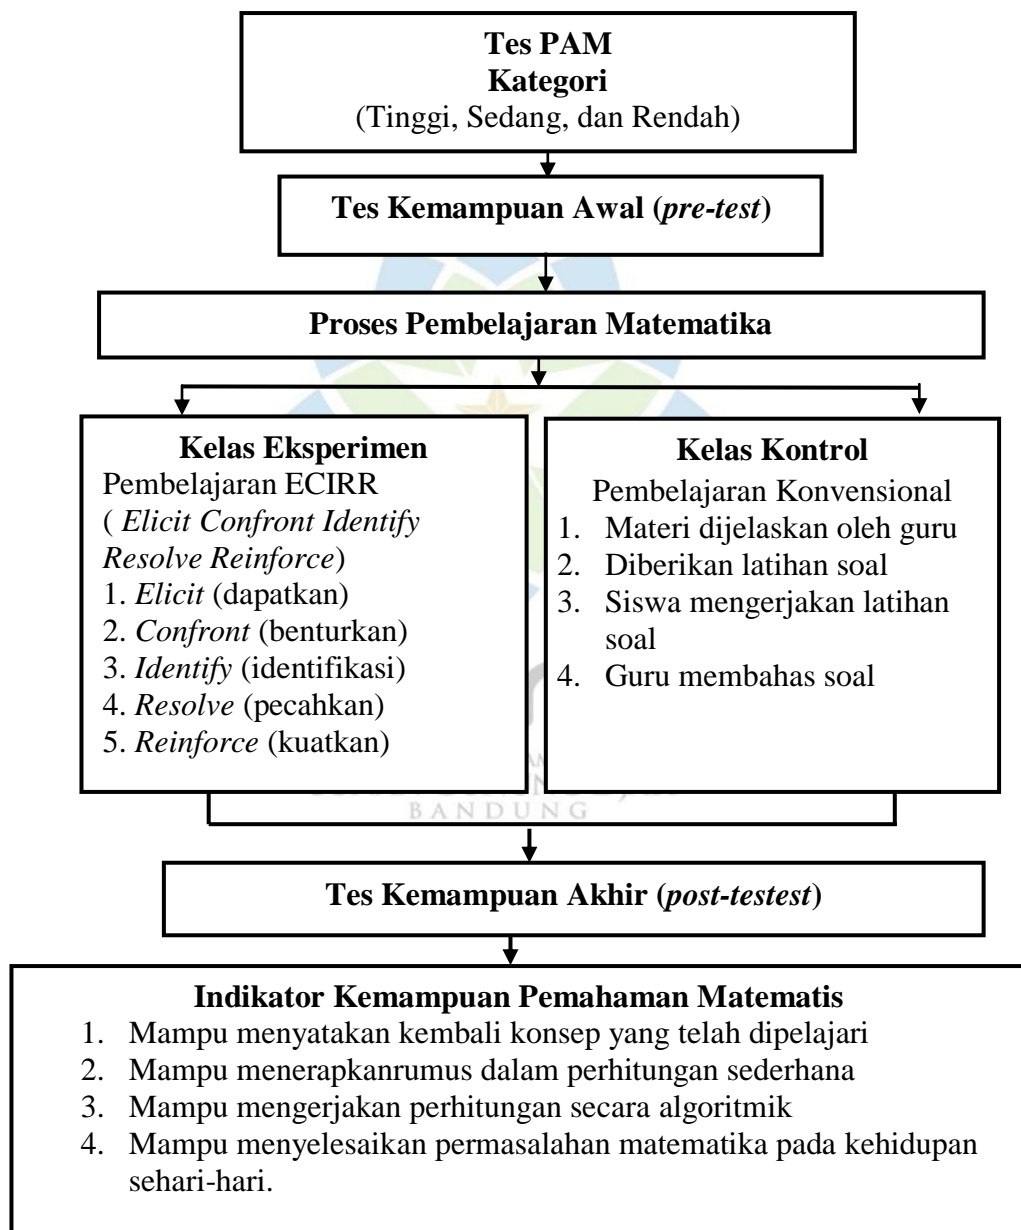 Tes PAM
Kategori
(Tinggi, Sedang, dan Rendah)
Tes Kemampuan Awal (pre-test)
Proses Pembelajaran Matematika
Kelas Eksperimen
Pembelajaran ECIRR
( Elicit Confront Identify
Resolve Reinforce)
1. Elicit (dapatkan)
2. Confront (benturkan)
3. Identify (identifikasi)
4. Resolve (pecahkan)
5. Reinforce (kuatkan)
Kelas Kontrol
Pembelajaran Konvensional
1. Materi dijelaskan oleh guru
2. Diberikan latihan soal
3. Siswa mengerjakan latihan
soal
4. Guru membahas soal
BANDUNG
Tes Kemampuan Akhir (post-testest)
Indikator Kemampuan Pemahaman Matematis
1. Mampu menyatakan kembali konsep yang telah dipelajari
2. Mampu menerapkanrumus dalam perhitungan sederhana
3. Mampu mengerjakan perhitungan secara algoritmik
4. Mampu menyelesaikan permasalahan matematika pada kehidupan
sehari-hari.